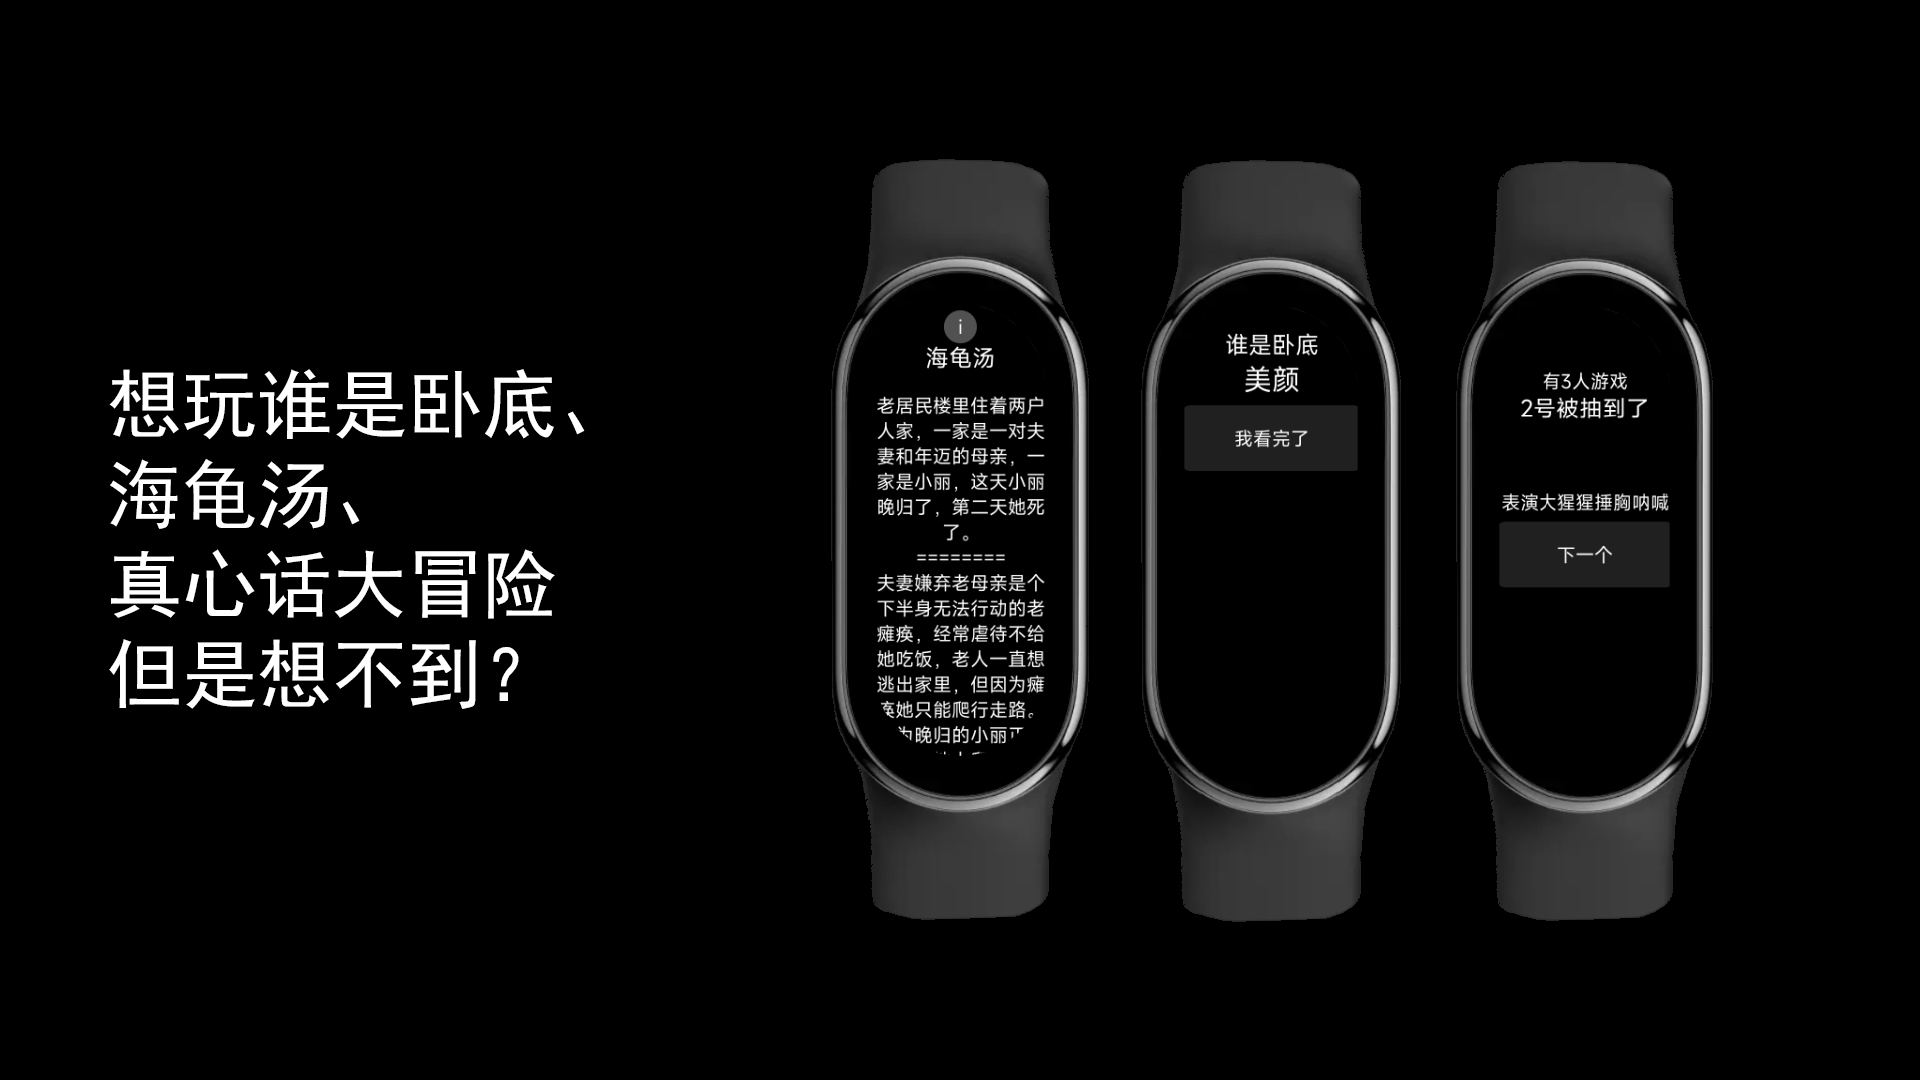 想玩谁是卧底、
海龟汤、
真心话大冒险
但是想不到？
i
海龟汤
老居民楼里住着两户
人家，一家是一对夫
妻和年迈的母亲，一
家是小丽，这天小丽
晚归了，第二天她死
了。
========
夫妻嫌弃老母亲是个
下半身无法行动的老
瘫痪，经常虐待不给
她吃饭，老人一直想
逃出家里，但因为瘫
痪她只能爬行走路。
为晚归的小丽正
谁是卧底
美颜
我看完了
有3人游戏
2号被抽到了
表演大猩猩捶胸呐喊
下一个